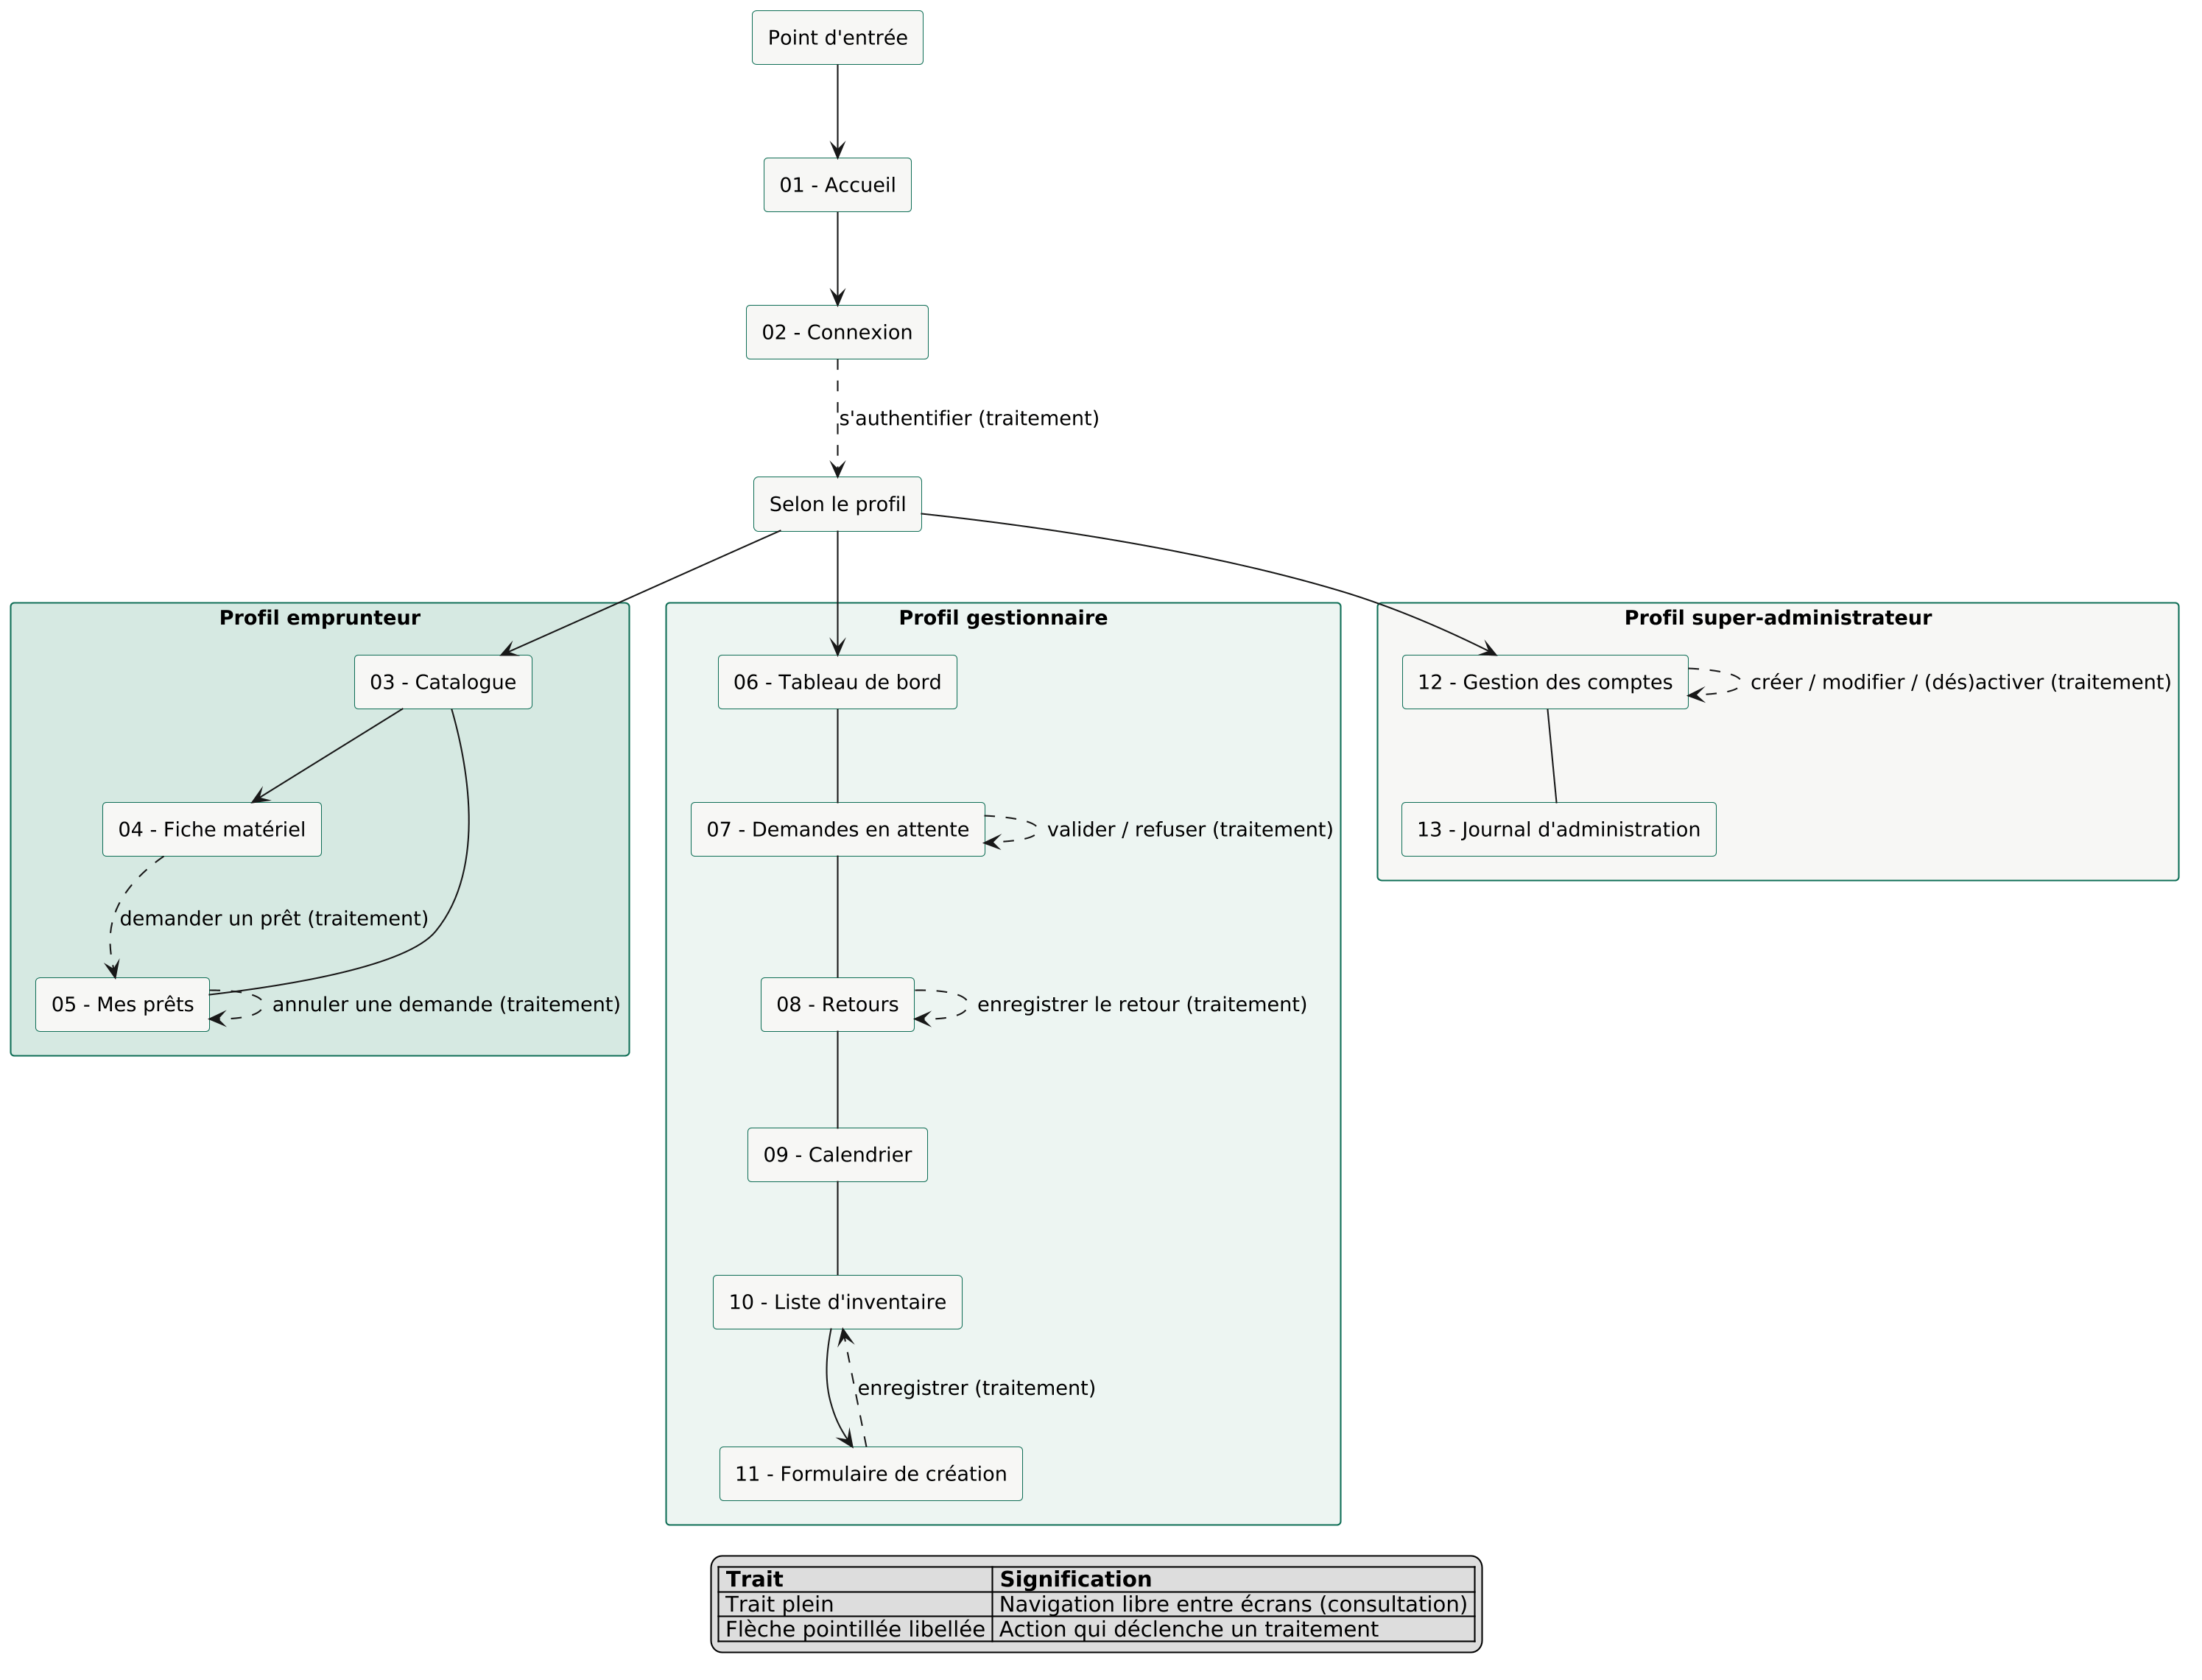 Point d'entrée
01 - Accueil
02 - Connexion
s'authentifier (traitement)
Selon le profil
Profil emprunteur
03 - Catalogue
04 - Fiche matériel
demander un prêt (traitement)
05 - Mes prêts
annuler une demande (traitement)
Profil gestionnaire
06 - Tableau de bord
07 - Demandes en attente
valider / refuser (traitement)
08 - Retours
enregistrer le retour (traitement)
09 - Calendrier
10 - Liste d'inventaire
enregistrer (traitement)
11 - Formulaire de création
Profil super-administrateur
12 - Gestion des comptes
créer / modifier / (dés)activer (traitement)
13 - Journal d'administration
Trait Signification
Trait plein Navigation libre entre écrans (consultation)
Flèche pointillée libellée Action qui déclenche un traitement